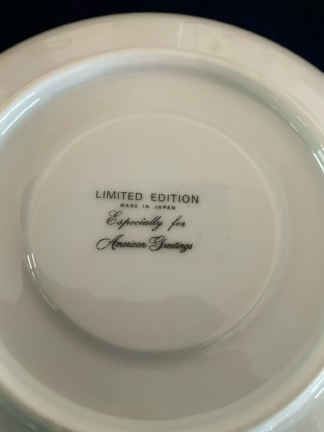 LIMITED EDITION
MADE IN JAPAN
Especially for
American Greetings